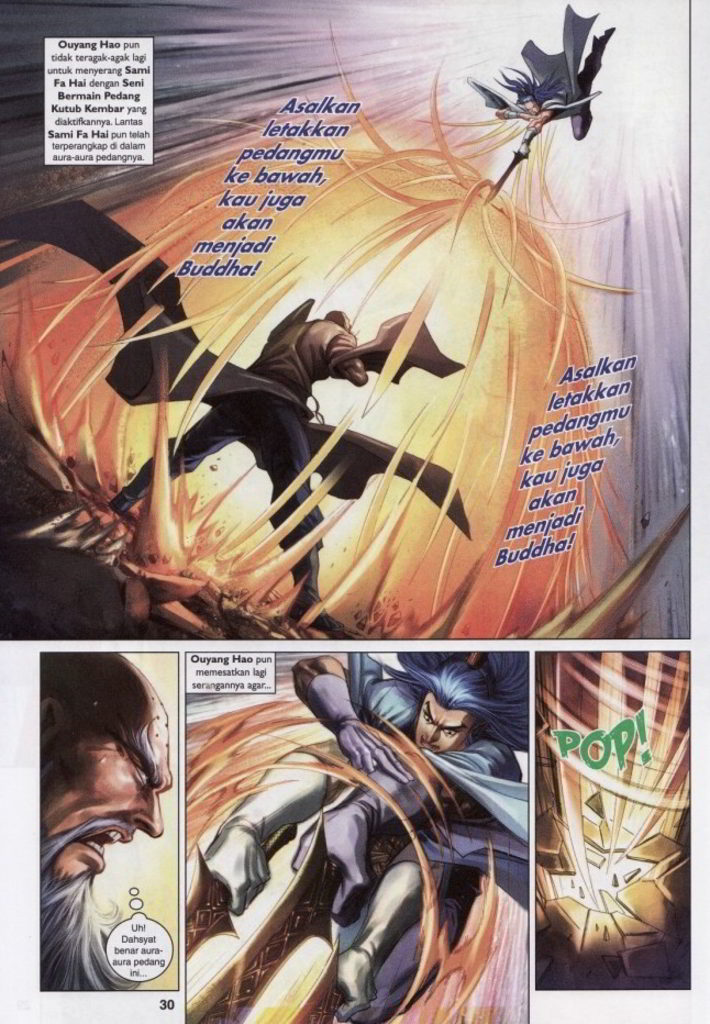 Ouyang Hao pun
tidak teragak-agak lagi
untuk menyerang Sami
Fa Hai dengan Seni
Bermain Pedang
Kutub Kembar yang
diaktifkannya. Lantas
Sami Fa Hai pun telah
terperangkap di dalam
aura-aura pedangnya.
Asalkan
letakkan
pedangmu
ke bawah,
kau juga
akan
menjadi
Buddha!
Asalkan
letakkan
pedangmu
ke bawah,
kau juga
akan
menjadi
Buddha!
Uh!
Dahsyat
benar aura-
aura pedang
ini...
Ouyang Hao pun
memesatkan lagi
serangannya agar...
POP!
30